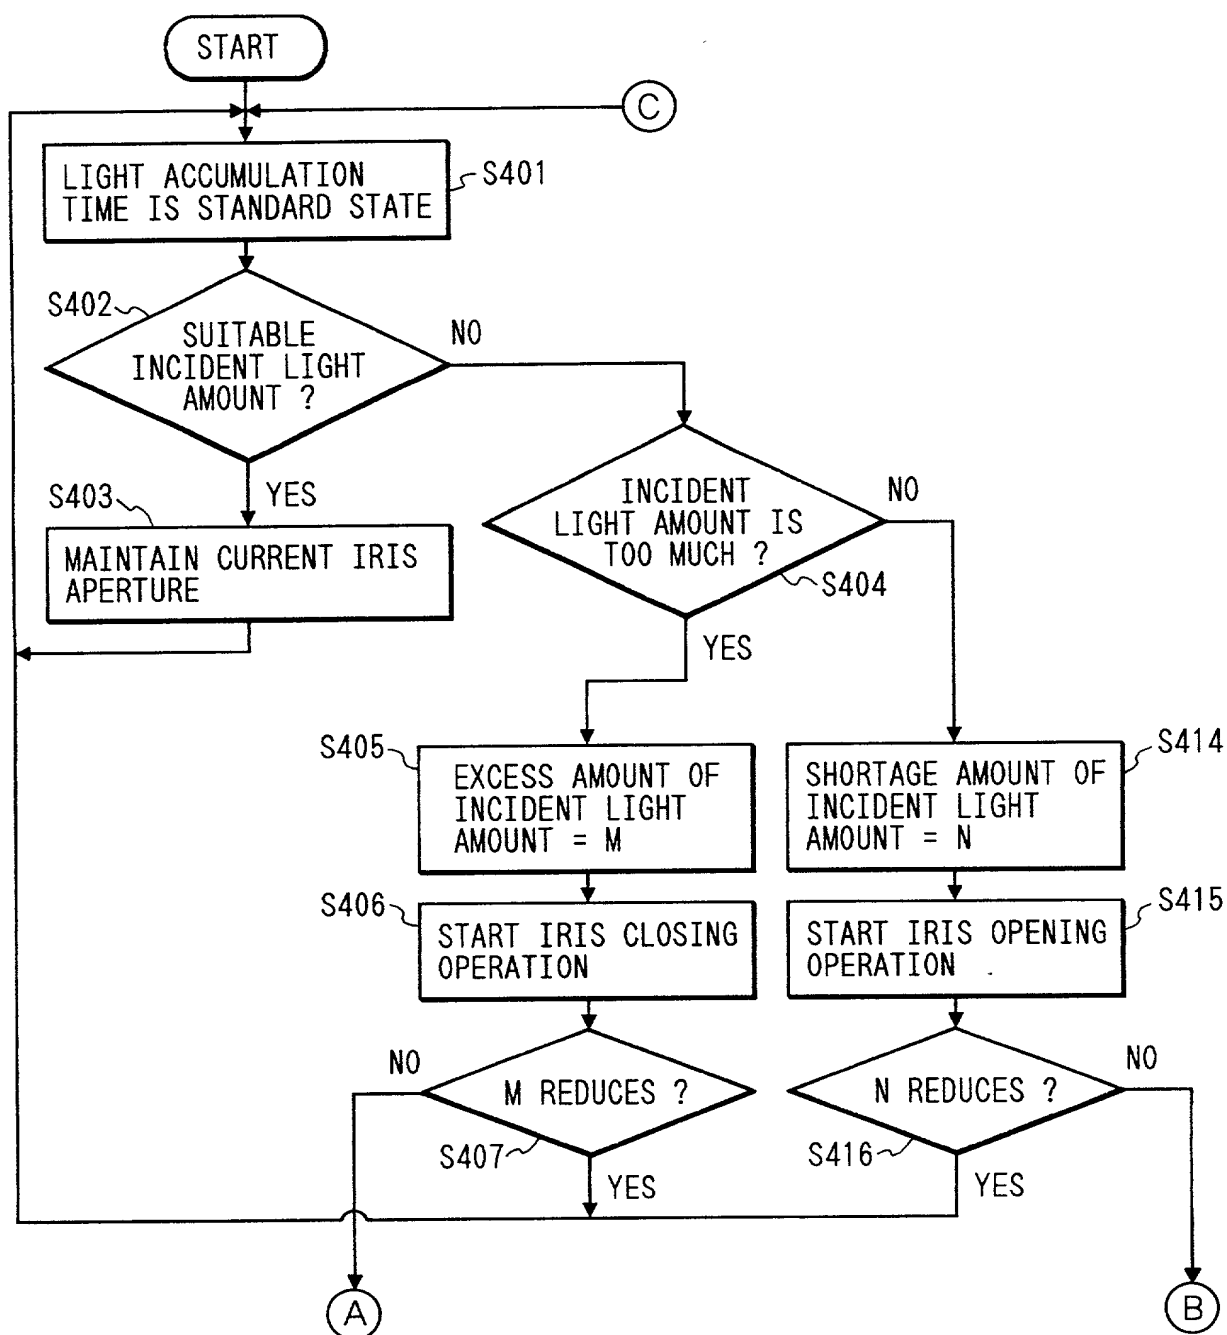 START
C
LIGHT ACCUMULATION
TIME IS STANDARD STATE
S401
S402
SUITABLE
INCIDENT LIGHT
AMOUNT ?
NO
YES
S403
MAINTAIN CURRENT IRIS
APERTURE
INCIDENT
LIGHT AMOUNT IS
TOO MUCH ?
NO
S404
YES
S405
EXCESS AMOUNT OF
INCIDENT LIGHT
AMOUNT = M
S414
SHORTAGE AMOUNT OF
INCIDENT LIGHT
AMOUNT = N
S406
START IRIS CLOSING
OPERATION
S415
START IRIS OPENING
OPERATION
NO
M REDUCES ?
S407
YES
N REDUCES ?
NO
S416
YES
A
B